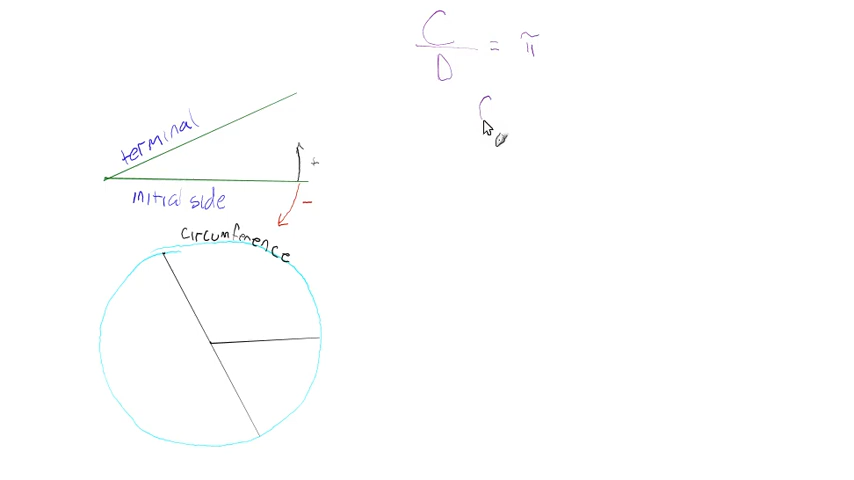 C
D
= π
C
terminal
+
initial side
-
circumference